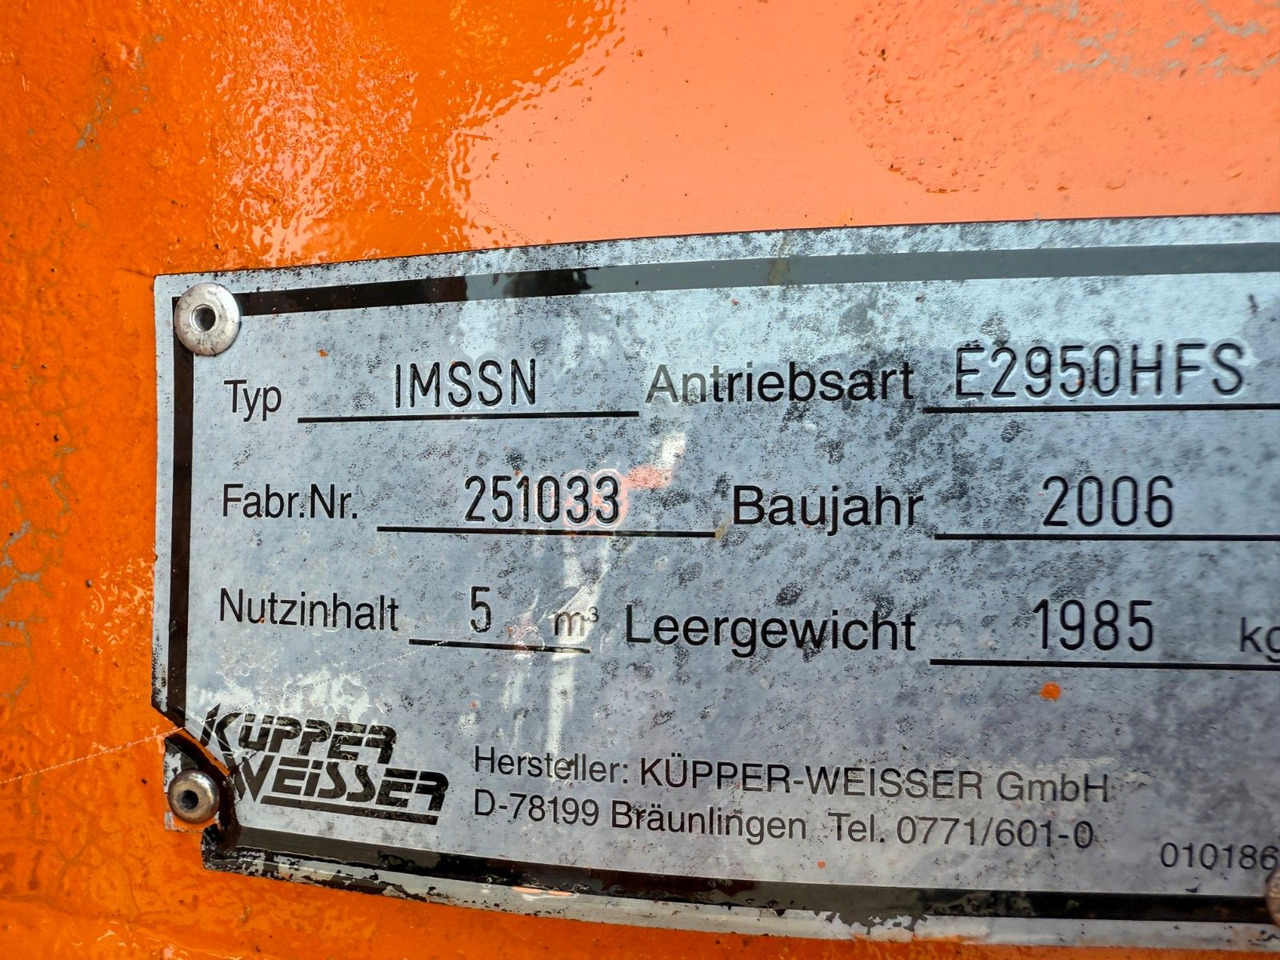 Typ IMSSN Antriebsart E2950HFS
Fabr.Nr. 251033 Baujahr 2006
Nutzinhalt 5 m³ Leergewicht 1985 kg
KÜPPER
WEISSER
Hersteller: KÜPPER-WEISSER GmbH
D-78199 Bräunlingen Tel. 0771/601-0
010186